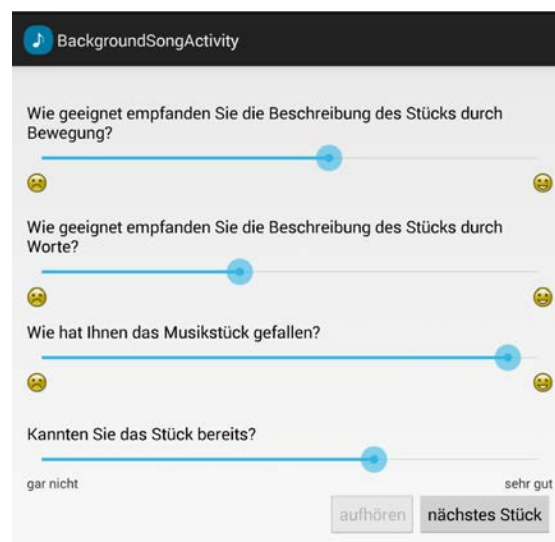 BackgroundSongActivity
Wie geeignet empfanden Sie die Beschreibung des Stücks durch
Bewegung?
Wie geeignet empfanden Sie die Beschreibung des Stücks durch
Worte?
Wie hat Ihnen das Musikstück gefallen?
Kannten Sie das Stück bereits?
gar nicht sehr gut
aufhören nächstes Stück